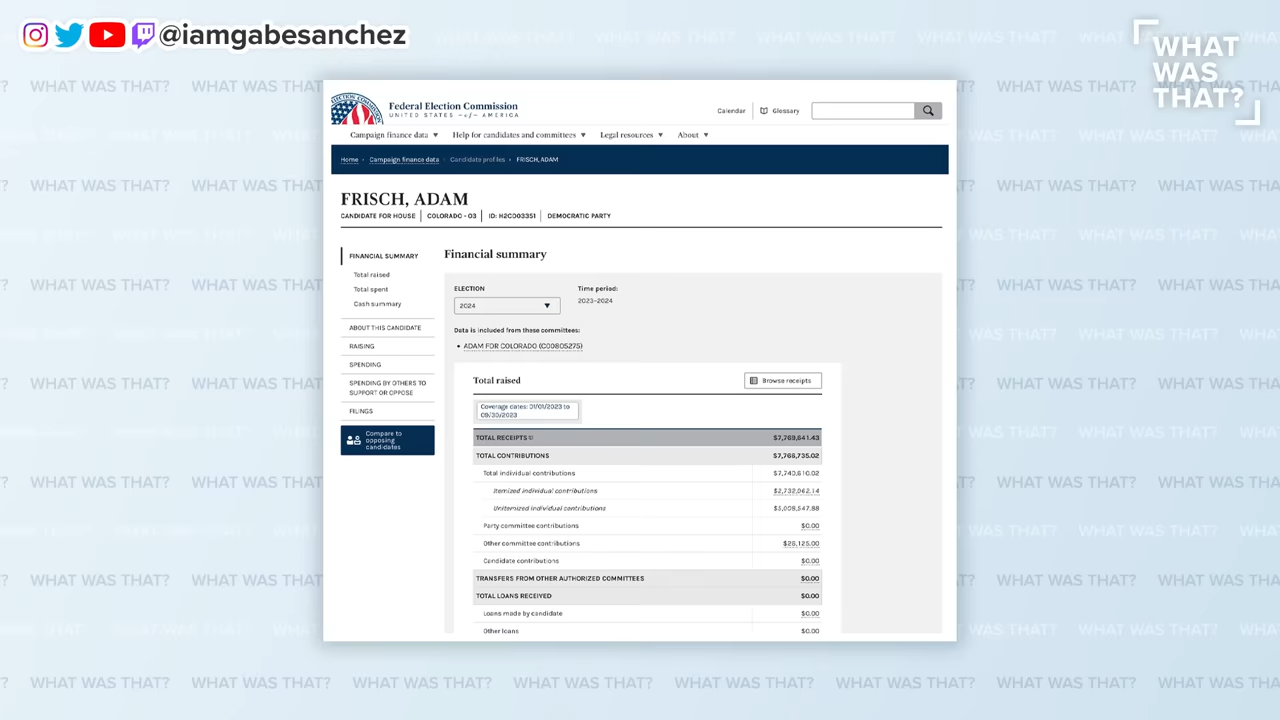 @iamgabesanchez
WHAT
WAS
THAT?
Federal Election Commission
UNITED STATES of AMERICA
Calendar
Glossary
Campaign finance data
Help for candidates and committees
Legal resources
About
Home › Campaign finance data › Candidate profiles › FRISCH, ADAM
FRISCH, ADAM
CANDIDATE FOR HOUSE | COLORADO - 03 | ID: H2CO03351 | DEMOCRATIC PARTY
FINANCIAL SUMMARY
Total raised
Total spent
Cash summary
ABOUT THIS CANDIDATE
RAISING
SPENDING
SPENDING BY OTHERS TO
SUPPORT OR OPPOSE
FILINGS
Compare to
opposing
candidates
Financial summary
ELECTION
2024
Time period:
2023–2024
Data is included from these committees:
• ADAM FOR COLORADO (C00805275)
Total raised
Browse receipts
Coverage dates: 01/01/2023 to
09/30/2023
TOTAL RECEIPTS $7,769,641.43
TOTAL CONTRIBUTIONS $7,766,735.02
Total individual contributions $7,740,610.02
Itemized individual contributions $2,732,062.14
Unitemized individual contributions $5,008,547.88
Party committee contributions $0.00
Other committee contributions $26,125.00
Candidate contributions $0.00
TRANSFERS FROM OTHER AUTHORIZED COMMITTEES $0.00
TOTAL LOANS RECEIVED $0.00
Loans made by candidate $0.00
Other loans $0.00